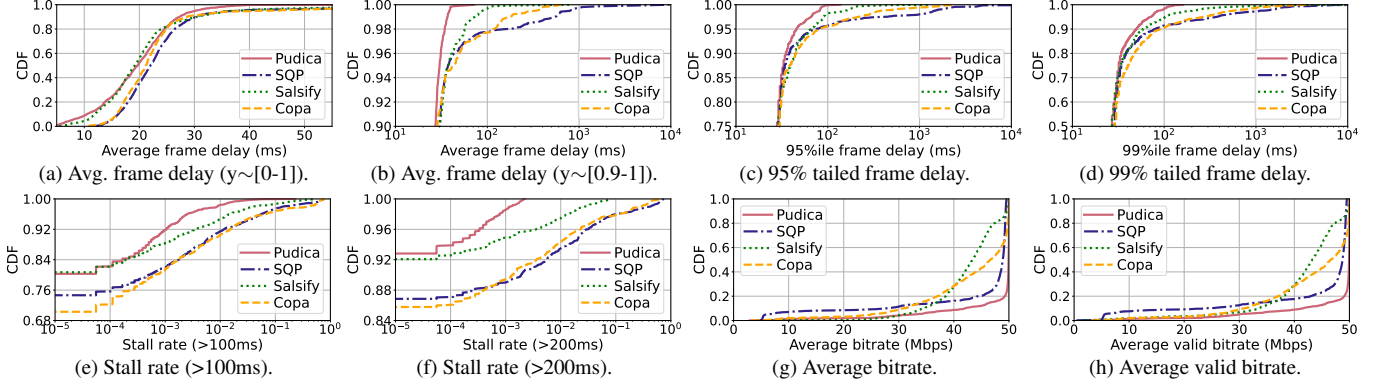 CDF
1.0
0.8
0.6
0.4
0.2
0.0
10 20 30 40 50
Average frame delay (ms)
Pudica
SQP
Salsify
Copa
(a) Avg. frame delay (y∼[0-1]).
CDF
1.00
0.98
0.96
0.94
0.92
0.90
10¹ 10² 10³ 10⁴
Average frame delay (ms)
Pudica
SQP
Salsify
Copa
(b) Avg. frame delay (y∼[0.9-1]).
CDF
1.00
0.95
0.90
0.85
0.80
0.75
10¹ 10² 10³ 10⁴
95%ile frame delay (ms)
Pudica
SQP
Salsify
Copa
(c) 95% tailed frame delay.
CDF
1.0
0.9
0.8
0.7
0.6
0.5
10¹ 10² 10³ 10⁴
99%ile frame delay (ms)
Pudica
SQP
Salsify
Copa
(d) 99% tailed frame delay.
CDF
1.00
0.92
0.84
0.76
0.68
10⁻⁵ 10⁻⁴ 10⁻³ 10⁻² 10⁻¹ 10⁰
Stall rate (>100ms)
Pudica
SQP
Salsify
Copa
(e) Stall rate (>100ms).
CDF
1.00
0.96
0.92
0.88
0.84
10⁻⁵ 10⁻⁴ 10⁻³ 10⁻² 10⁻¹ 10⁰
Stall rate (>200ms)
Pudica
SQP
Salsify
Copa
(f) Stall rate (>200ms).
CDF
1.0
0.8
0.6
0.4
0.2
0.0
0 10 20 30 40 50
Average bitrate (Mbps)
Pudica
SQP
Salsify
Copa
(g) Average bitrate.
CDF
1.0
0.8
0.6
0.4
0.2
0.0
0 10 20 30 40 50
Average valid bitrate (Mbps)
Pudica
SQP
Salsify
Copa
(h) Average valid bitrate.